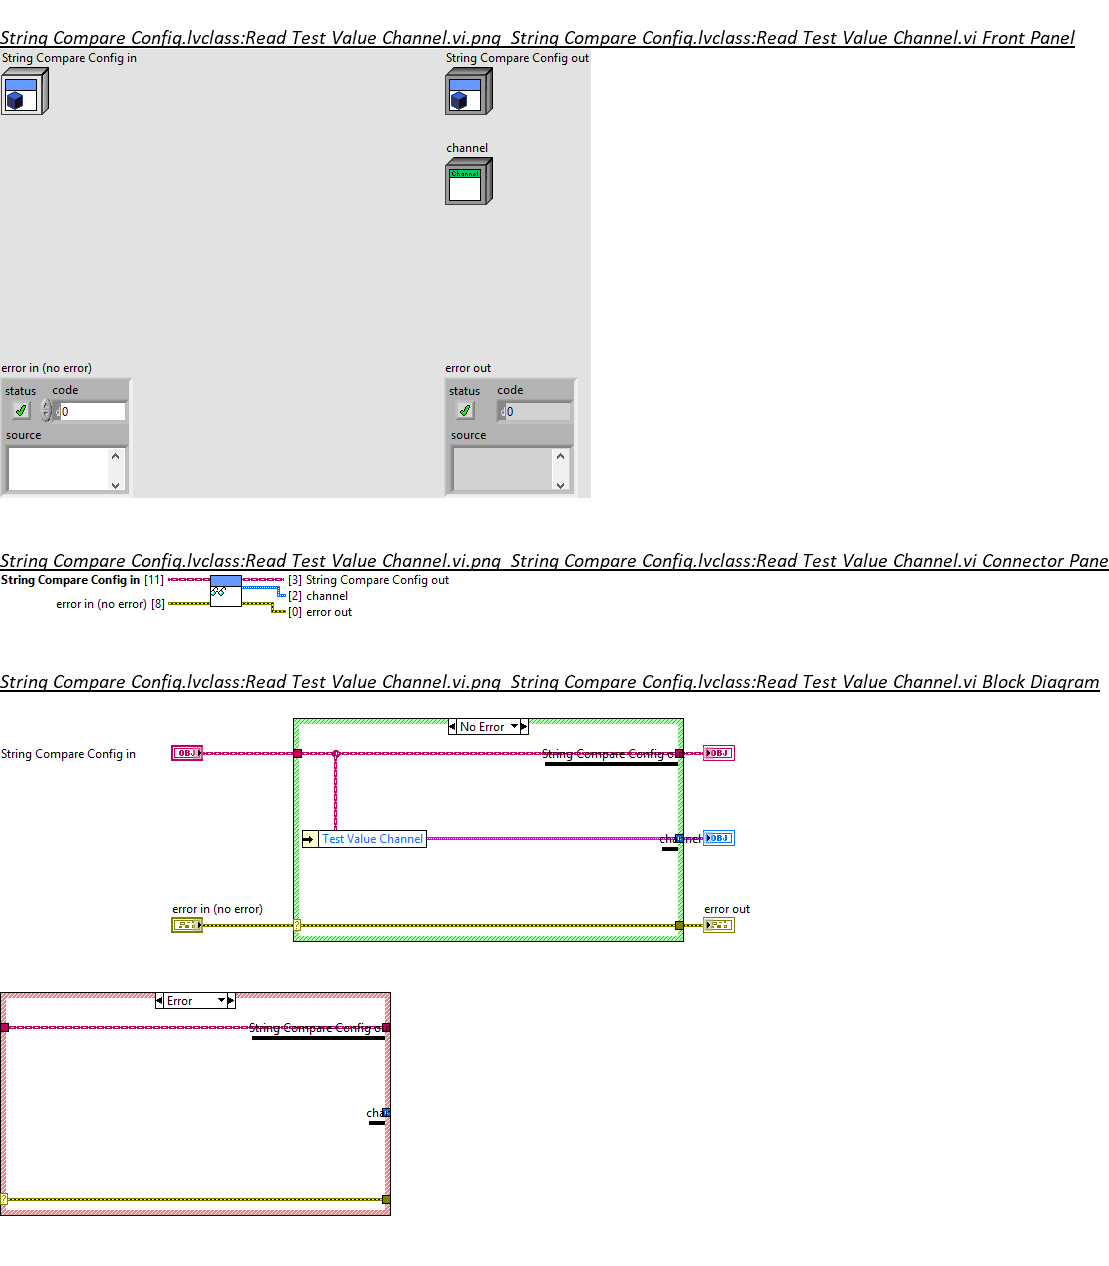 String Compare Config.lvclass:Read Test Value Channel.vi.png String Compare Config.lvclass:Read Test Value Channel.vi Front Panel
String Compare Config in
String Compare Config out
channel
Channel
error in (no error)
error out
status code
status code
d 0
d 0
source
source
String Compare Config.lvclass:Read Test Value Channel.vi.png String Compare Config.lvclass:Read Test Value Channel.vi Connector Pane
String Compare Config in [11]
[3] String Compare Config out
[2] channel
error in (no error) [8]
[0] error out
String Compare Config.lvclass:Read Test Value Channel.vi.png String Compare Config.lvclass:Read Test Value Channel.vi Block Diagram
No Error
String Compare Config in
OBJ
String Compare Config out
OBJ
Test Value Channel
channel
OBJ
error in (no error)
error out
?
Error
String Compare Config o
cha
?